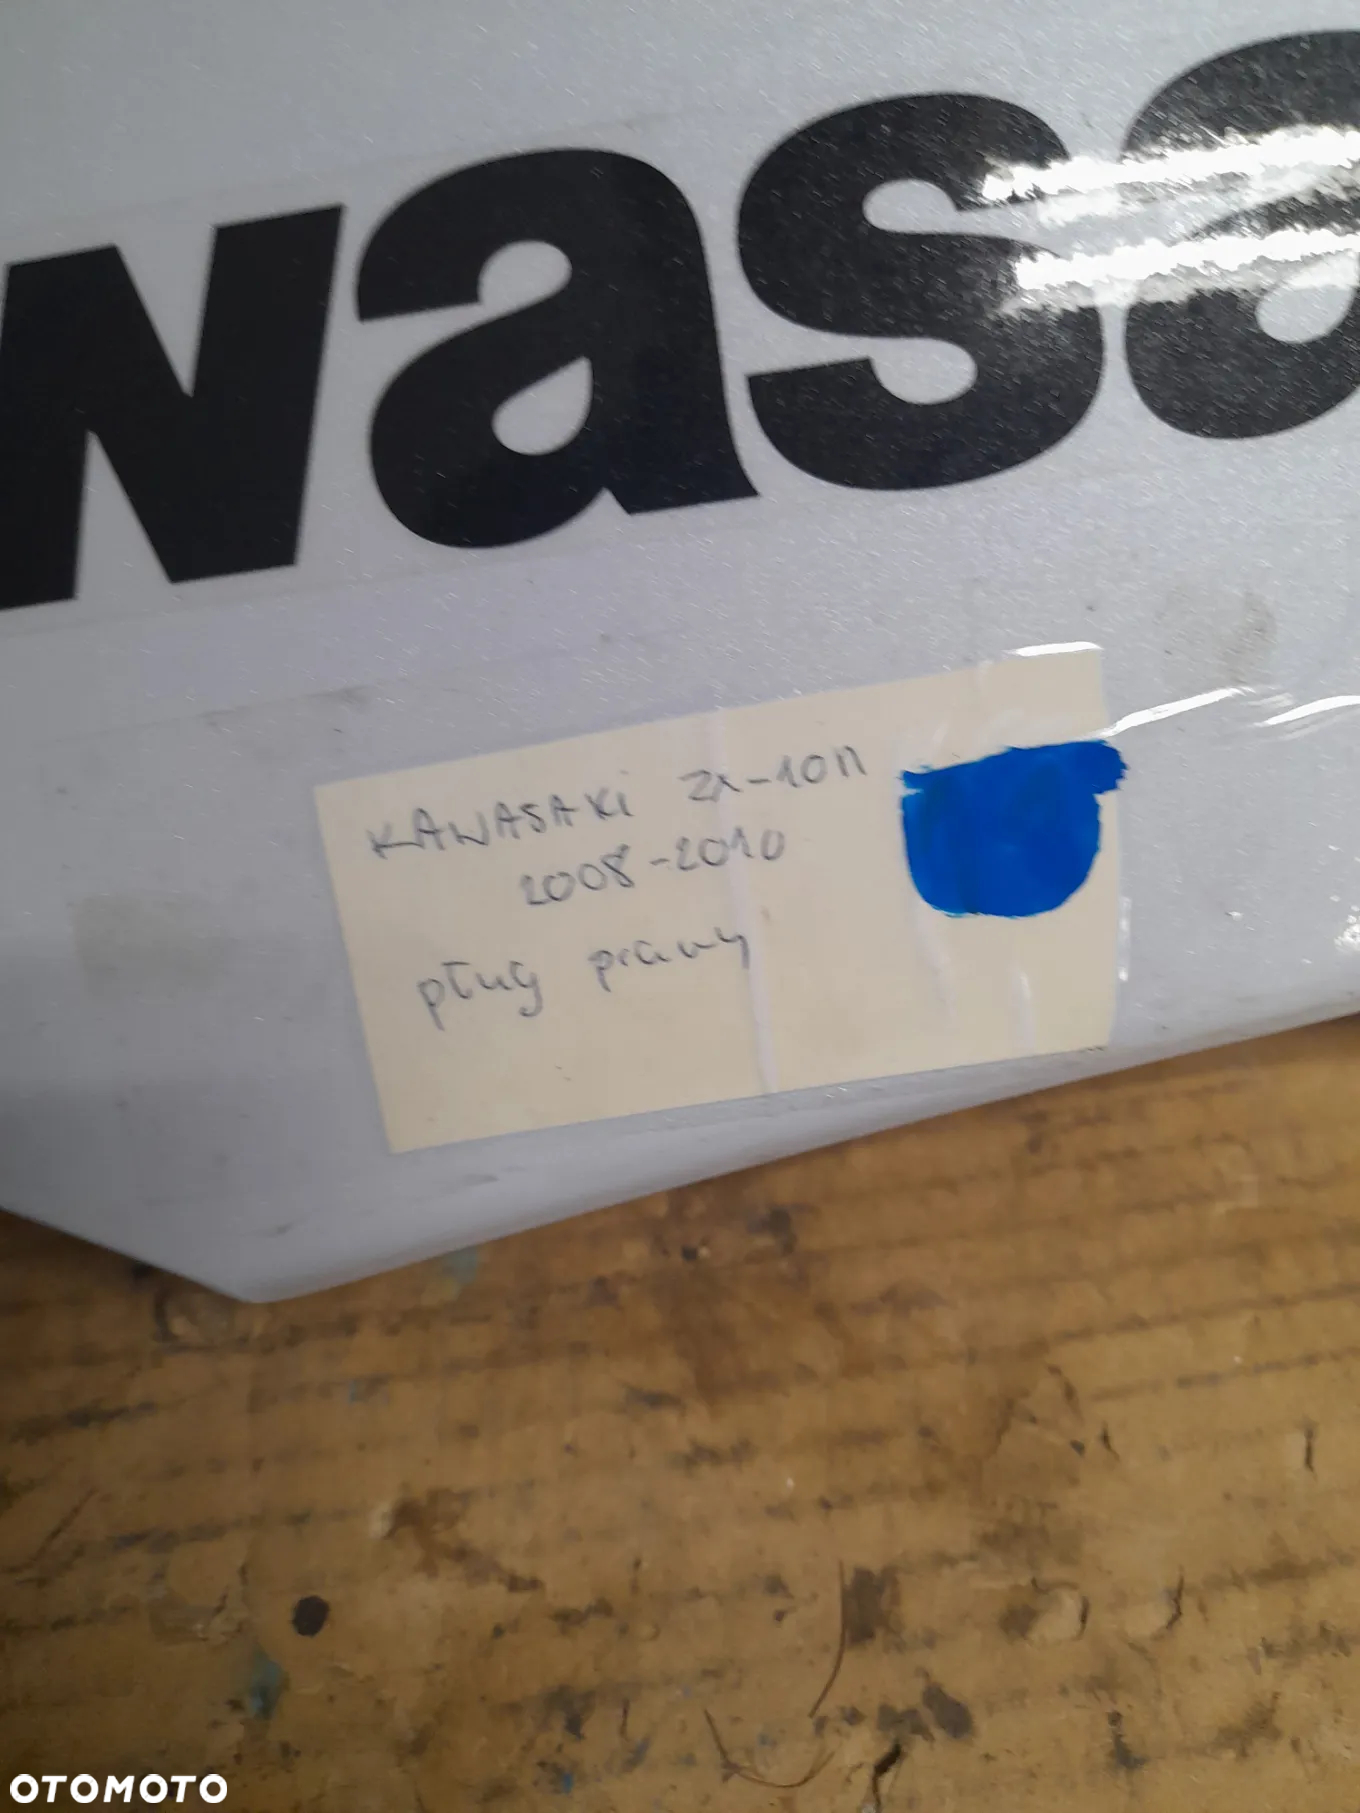 wasa
KAWASAKi ZX-10R
2008-2010
pług prawy
OTOMOTO